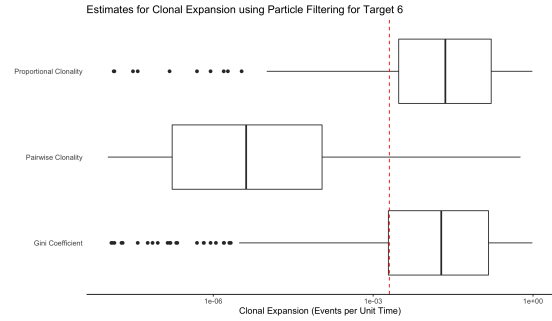 Estimates for Clonal Expansion using Particle Filtering for Target 6
Proportional Clonality
Pairwise Clonality
Gini Coefficient
1e-06 1e-03 1e+00
Clonal Expansion (Events per Unit Time)